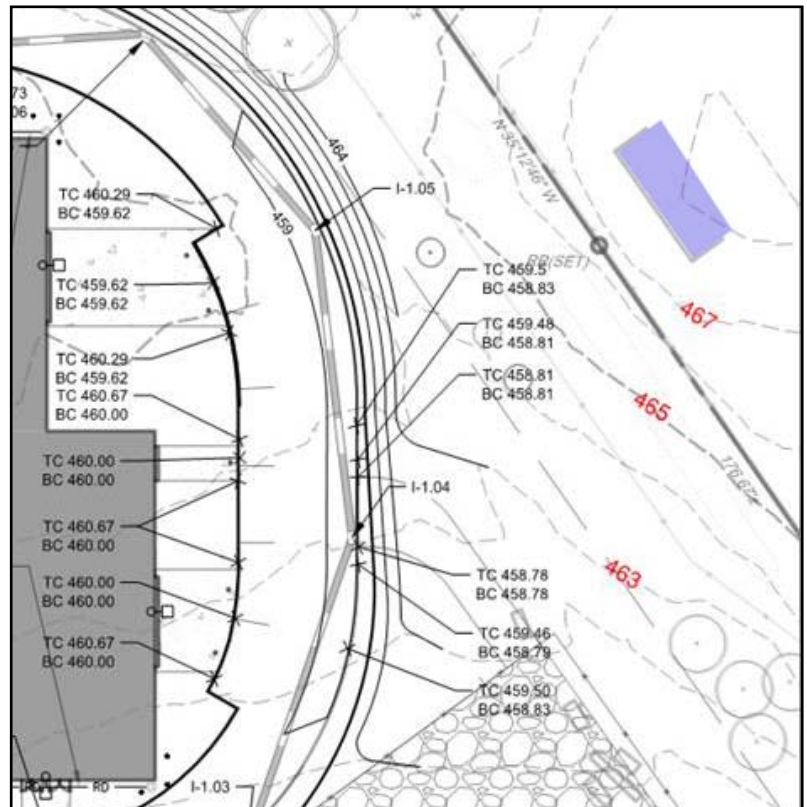 73
06
TC 460.29
BC 459.62
TC 459.62
BC 459.62
TC 460.29
BC 459.62
TC 460.67
BC 460.00
TC 460.00
BC 460.00
TC 460.67
BC 460.00
TC 460.00
BC 460.00
TC 460.67
BC 460.00
459
464
I-1.05
N 35°12'46" W
RB(SET)
TC 459.5
BC 458.83
TC 459.48
BC 458.81
TC 458.81
BC 458.81
467
465
I-1.04
463
TC 458.78
BC 458.78
TC 459.46
BC 458.79
TC 459.50
BC 458.83
RD
I-1.03